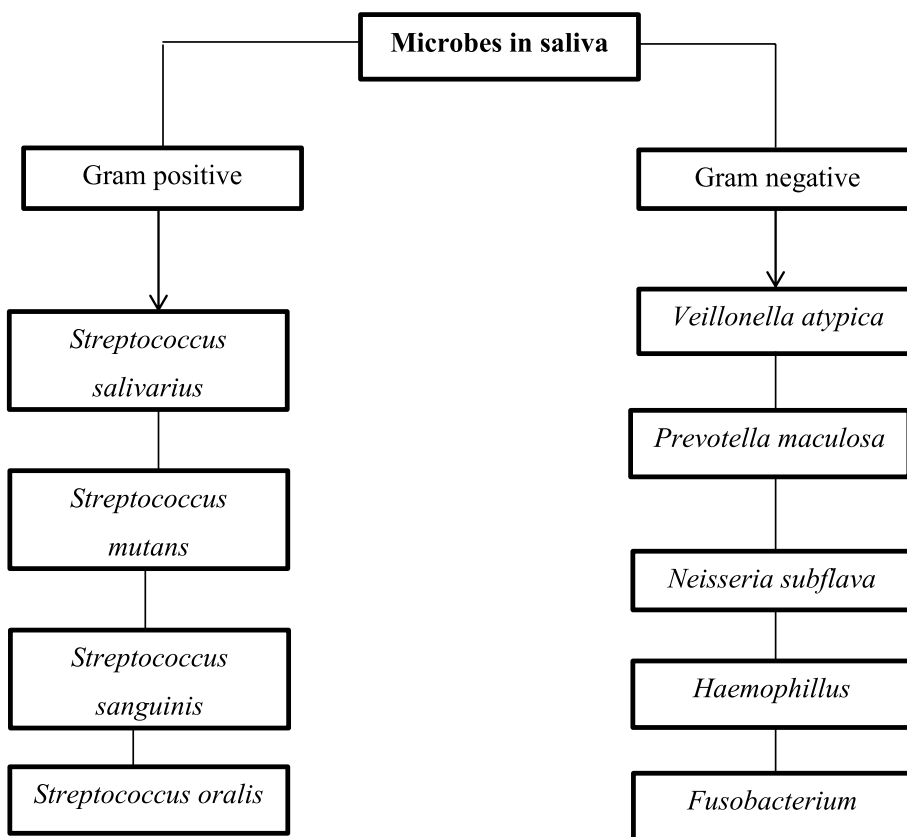 Microbes in saliva
Gram positive
Gram negative
Streptococcus
salivarius
Streptococcus
mutans
Streptococcus
sanguinis
Streptococcus oralis
Veillonella atypica
Prevotella maculosa
Neisseria subflava
Haemophillus
Fusobacterium